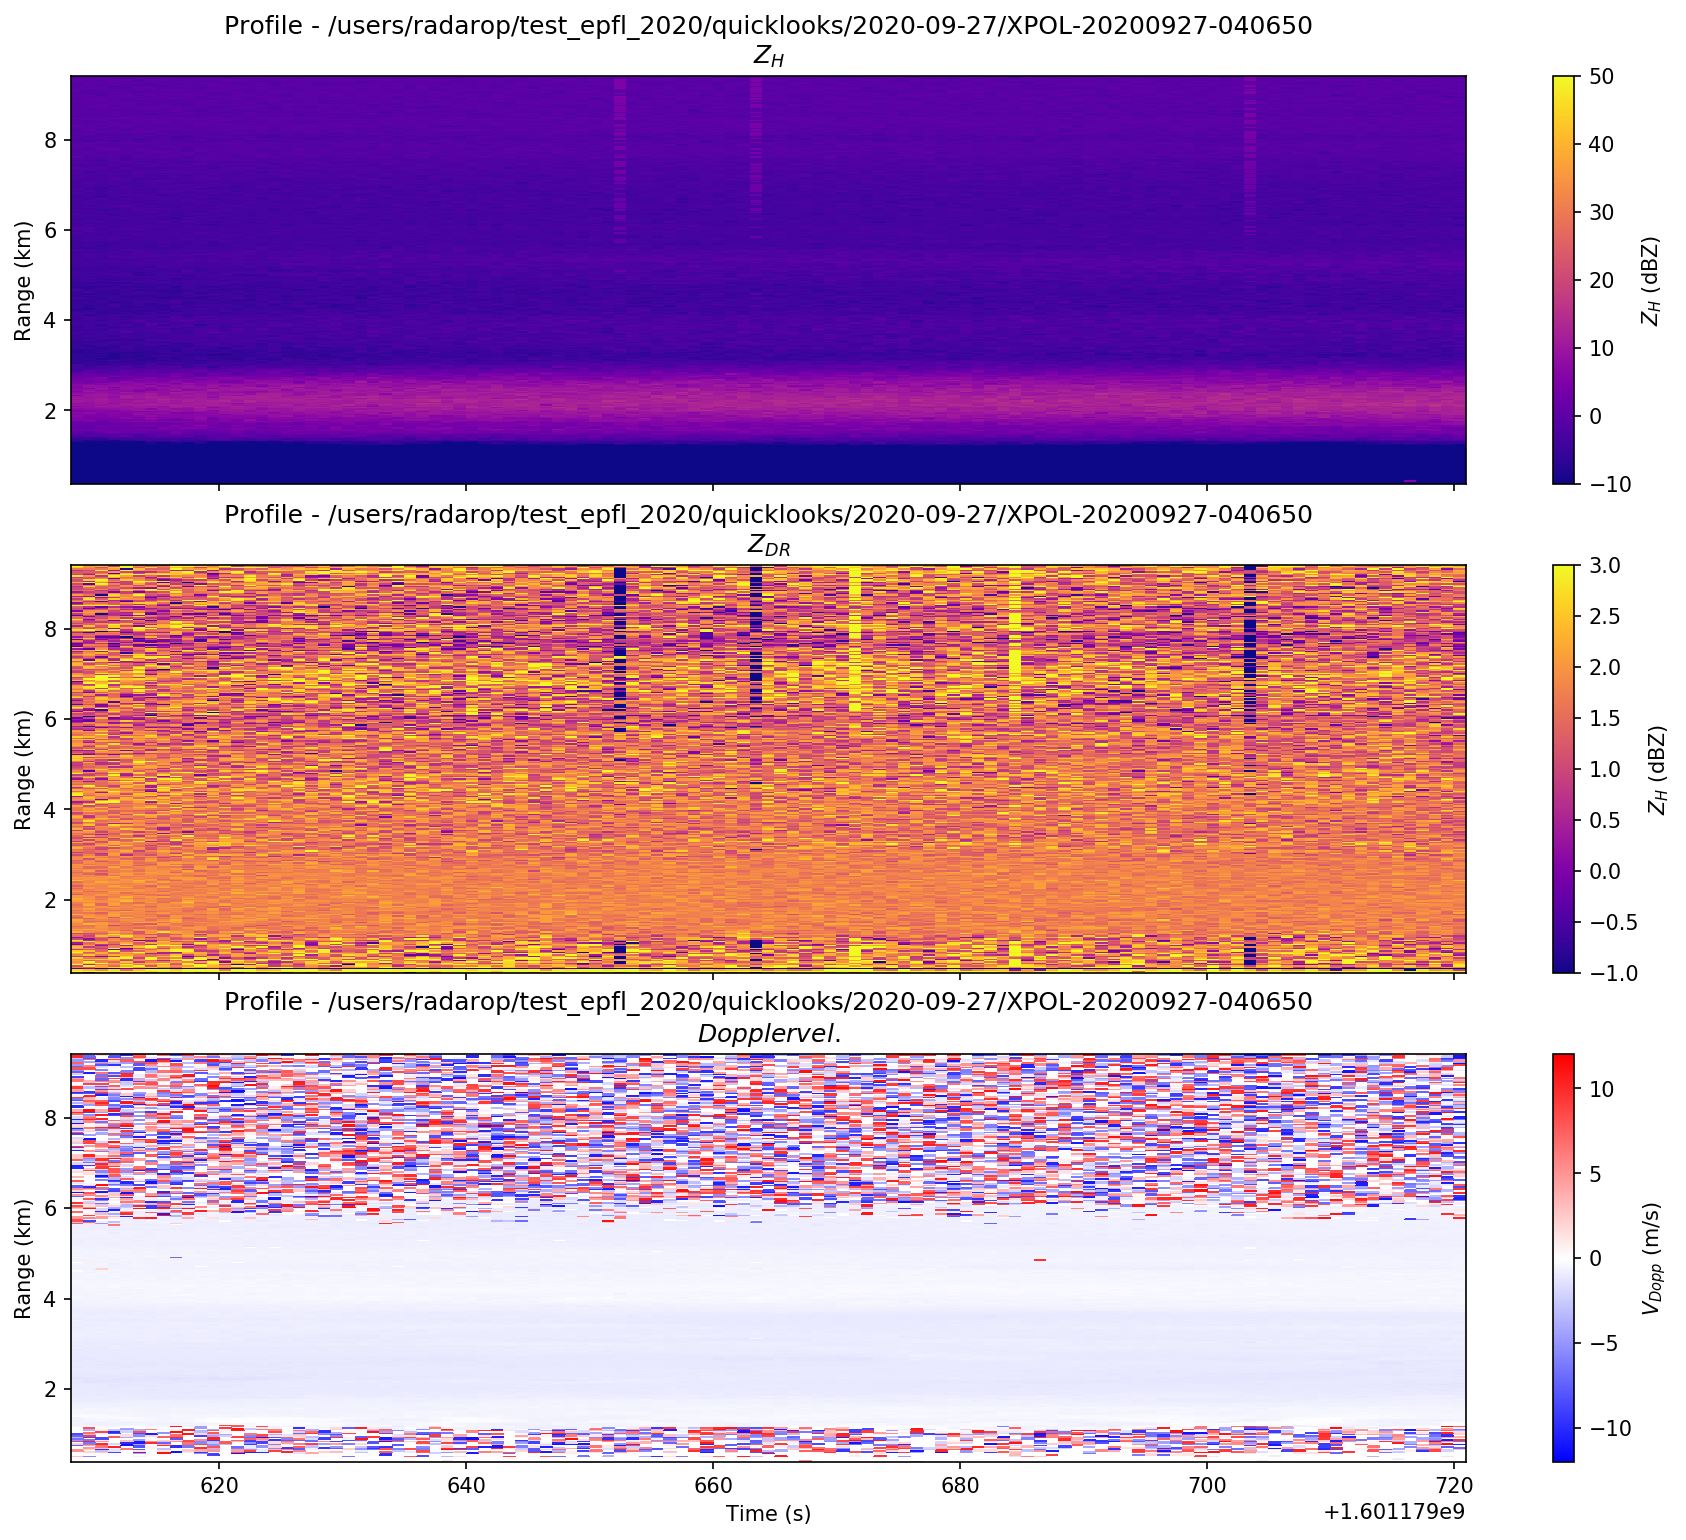 Profile - /users/radarop/test_epfl_2020/quicklooks/2020-09-27/XPOL-20200927-040650
Z_H
8
6
4
2
Range (km)
50
40
30
20
10
0
−10
Z_H (dBZ)
Profile - /users/radarop/test_epfl_2020/quicklooks/2020-09-27/XPOL-20200927-040650
Z_DR
8
6
4
2
Range (km)
3.0
2.5
2.0
1.5
1.0
0.5
0.0
−0.5
−1.0
Z_H (dBZ)
Profile - /users/radarop/test_epfl_2020/quicklooks/2020-09-27/XPOL-20200927-040650
Dopplervel.
8
6
4
2
Range (km)
10
5
0
−5
−10
V_Dopp (m/s)
620 640 660 680 700 720
Time (s)
+1.601179e9